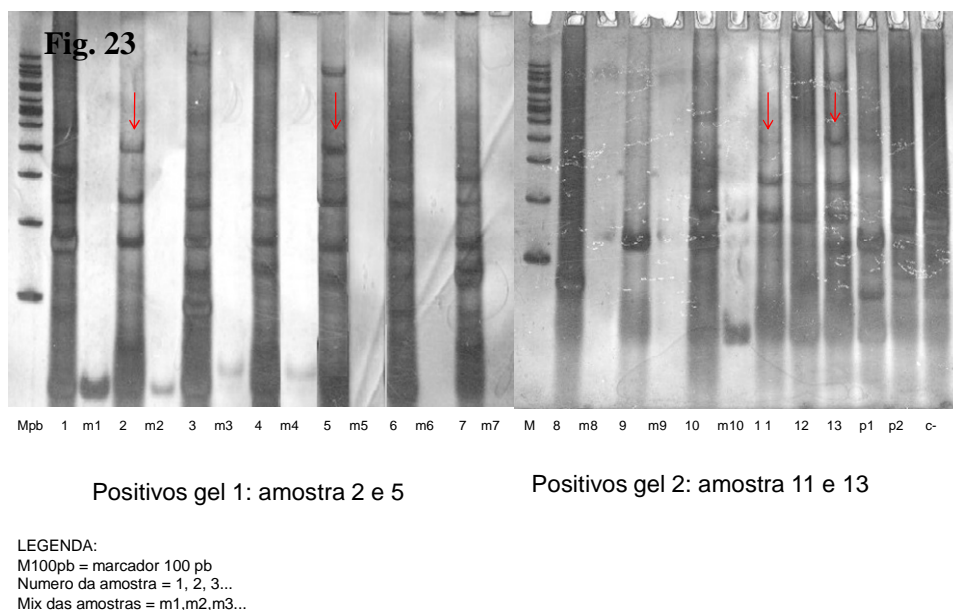 Fig. 23
Mpb 1 m1 2 m2 3 m3 4 m4 5 m5 6 m6 7 m7 M 8 m8 9 m9 10 m10 1 1 12 13 p1 p2 c-
Positivos gel 1: amostra 2 e 5
Positivos gel 2: amostra 11 e 13
LEGENDA:
M100pb = marcador 100 pb
Numero da amostra = 1, 2, 3...
Mix das amostras = m1,m2,m3...